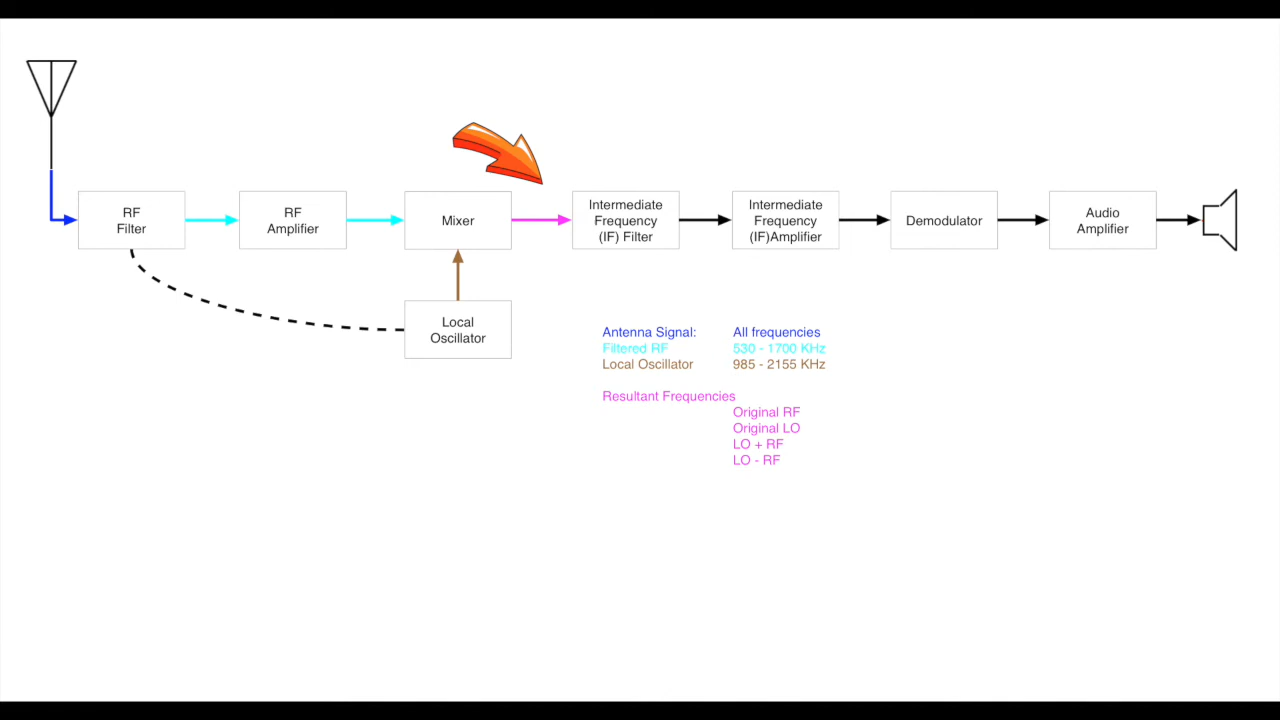 RF
Filter
RF
Amplifier
Mixer
Intermediate
Frequency
(IF) Filter
Intermediate
Frequency
(IF)Amplifier
Demodulator
Audio
Amplifier
Local
Oscillator
Antenna Signal: All frequencies
Filtered RF 530 - 1700 KHz
Local Oscillator 985 - 2155 KHz
Resultant Frequencies
Original RF
Original LO
LO + RF
LO - RF